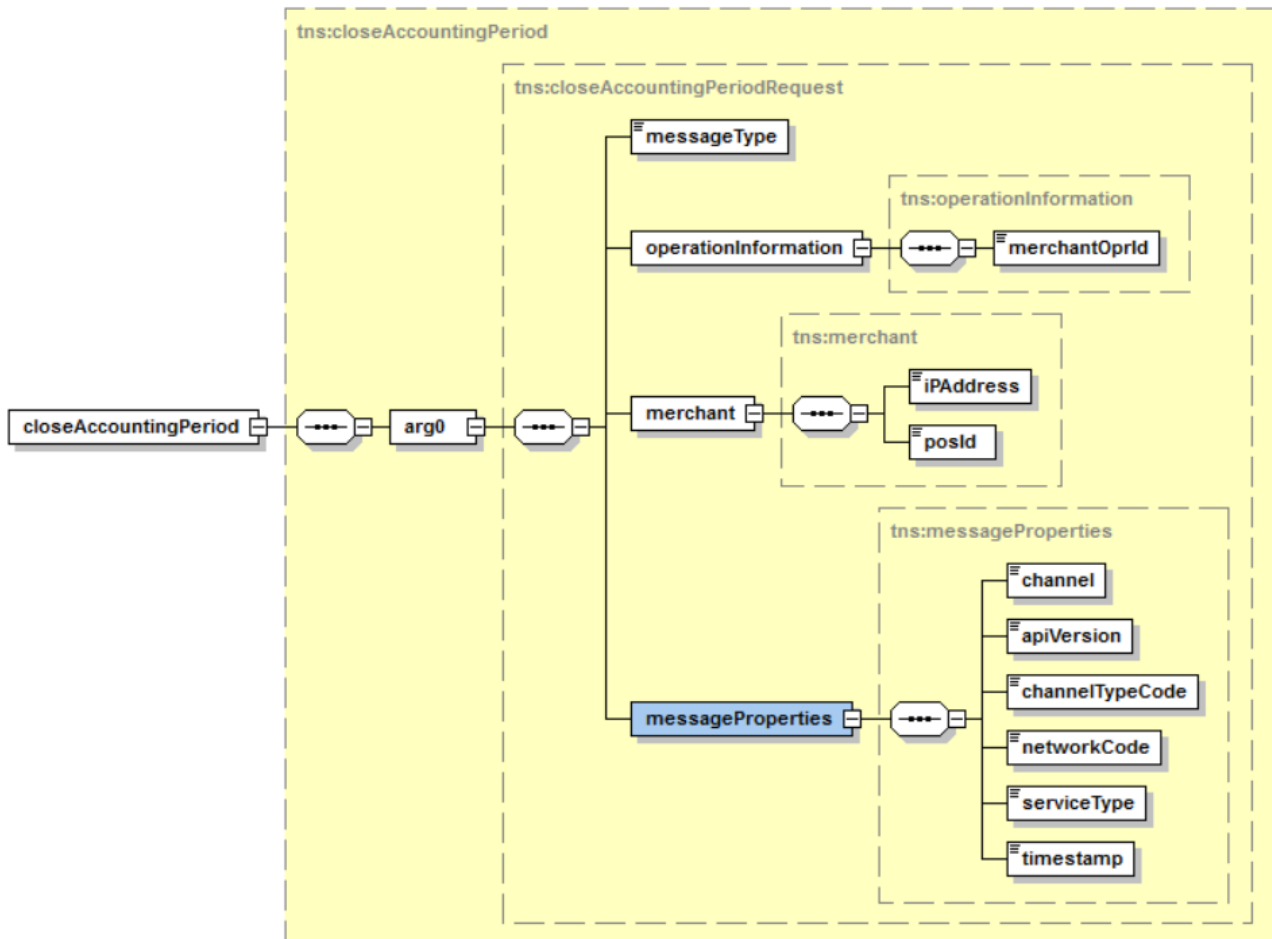 tns:closeAccountingPeriod
tns:closeAccountingPeriodRequest
messageType
tns:operationInformation
operationInformation
merchantOprId
tns:merchant
iPAddress
closeAccountingPeriod
arg0
merchant
posId
tns:messageProperties
channel
apiVersion
channelTypeCode
messageProperties
networkCode
serviceType
timestamp